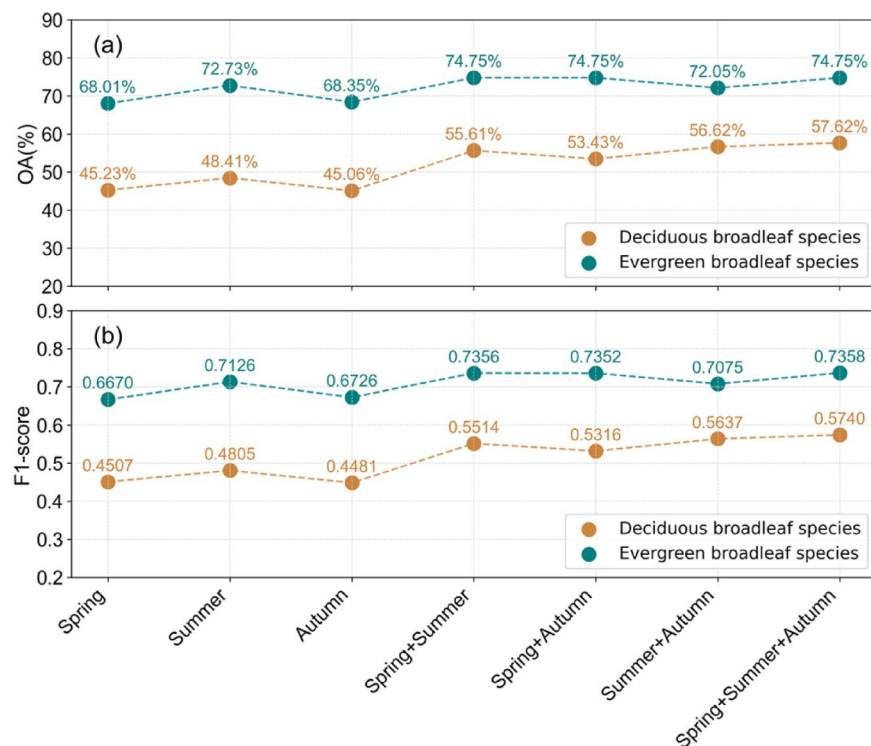 90
80
70
60
50
40
30
20
OA(%)
(a)
68.01%
72.73%
68.35%
74.75%
74.75%
72.05%
74.75%
45.23%
48.41%
45.06%
55.61%
53.43%
56.62%
57.62%
Deciduous broadleaf species
Evergreen broadleaf species
0.9
0.8
0.7
0.6
0.5
0.4
0.3
0.2
F1-score
(b)
0.6670
0.7126
0.6726
0.7356
0.7352
0.7075
0.7358
0.4507
0.4805
0.4481
0.5514
0.5316
0.5637
0.5740
Deciduous broadleaf species
Evergreen broadleaf species
Spring
Summer
Autumn
Spring+Summer
Spring+Autumn
Summer+Autumn
Spring+Summer+Autumn